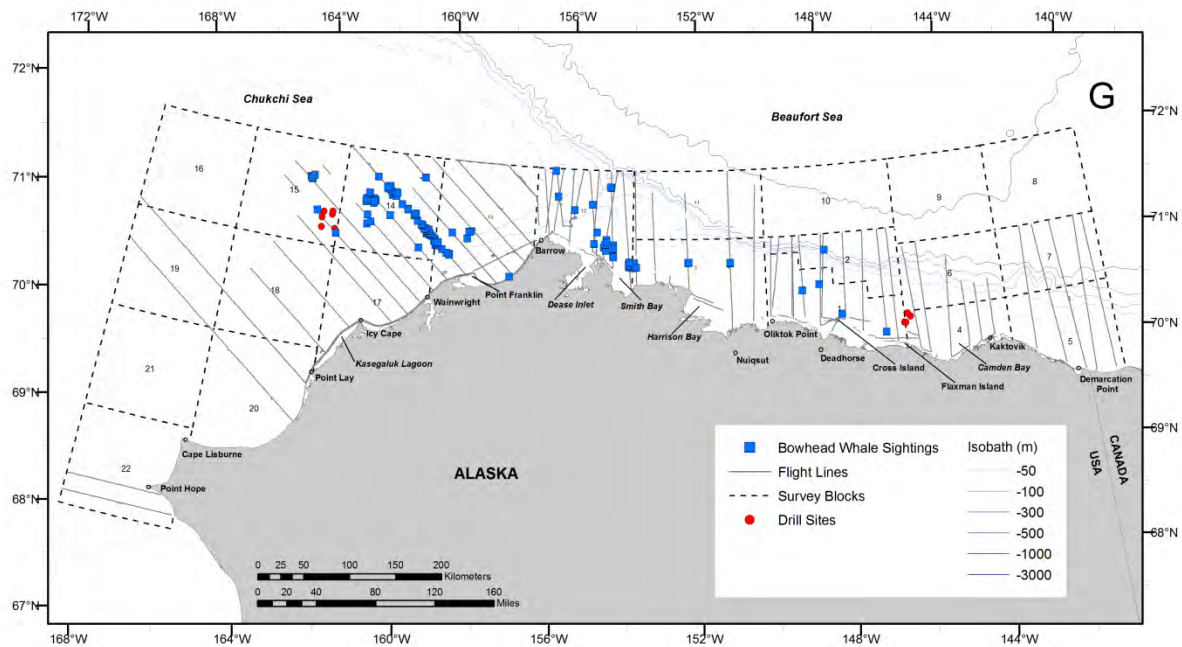 172°W 168°W 164°W 160°W 156°W 152°W 148°W 144°W 140°W
72°N
71°N
70°N
69°N
68°N
67°N
72°N
71°N
70°N
69°N
68°N
Chukchi Sea
Beaufort Sea
G
16
15
14
19
18
17
21
20
22
12
11
3
10
9
8
2
6
7
4
5
Barrow
Point Franklin
Wainwright
Dease Inlet
Smith Bay
Icy Cape
Kasegaluk Lagoon
Point Lay
Harrison Bay
Oliktok Point
Nuiqsut
Deadhorse
Cross Island
Flaxman Island
Camden Bay
Kaktovik
Demarcation
Point
Cape Lisburne
Point Hope
ALASKA
CANADA
USA
Bowhead Whale Sightings
Flight Lines
Survey Blocks
Drill Sites
Isobath (m)
-50
-100
-300
-500
-1000
-3000
0 25 50 100 150 200
Kilometers
0 20 40 80 120 160
Miles
168°W 164°W 160°W 156°W 152°W 148°W 144°W